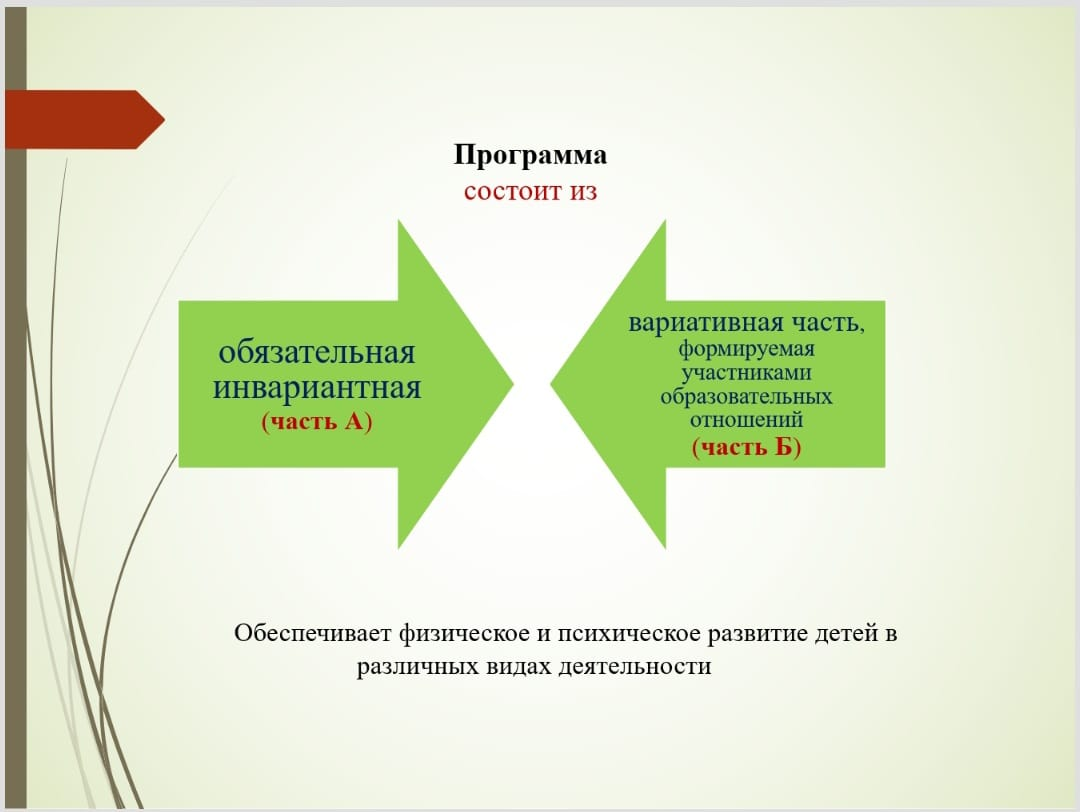 Программа
состоит из
обязательная
инвариантная
(часть А)
вариативная часть,
формируемая
участниками
образовательных
отношений
(часть Б)
Обеспечивает физическое и психическое развитие детей в
различных видах деятельности